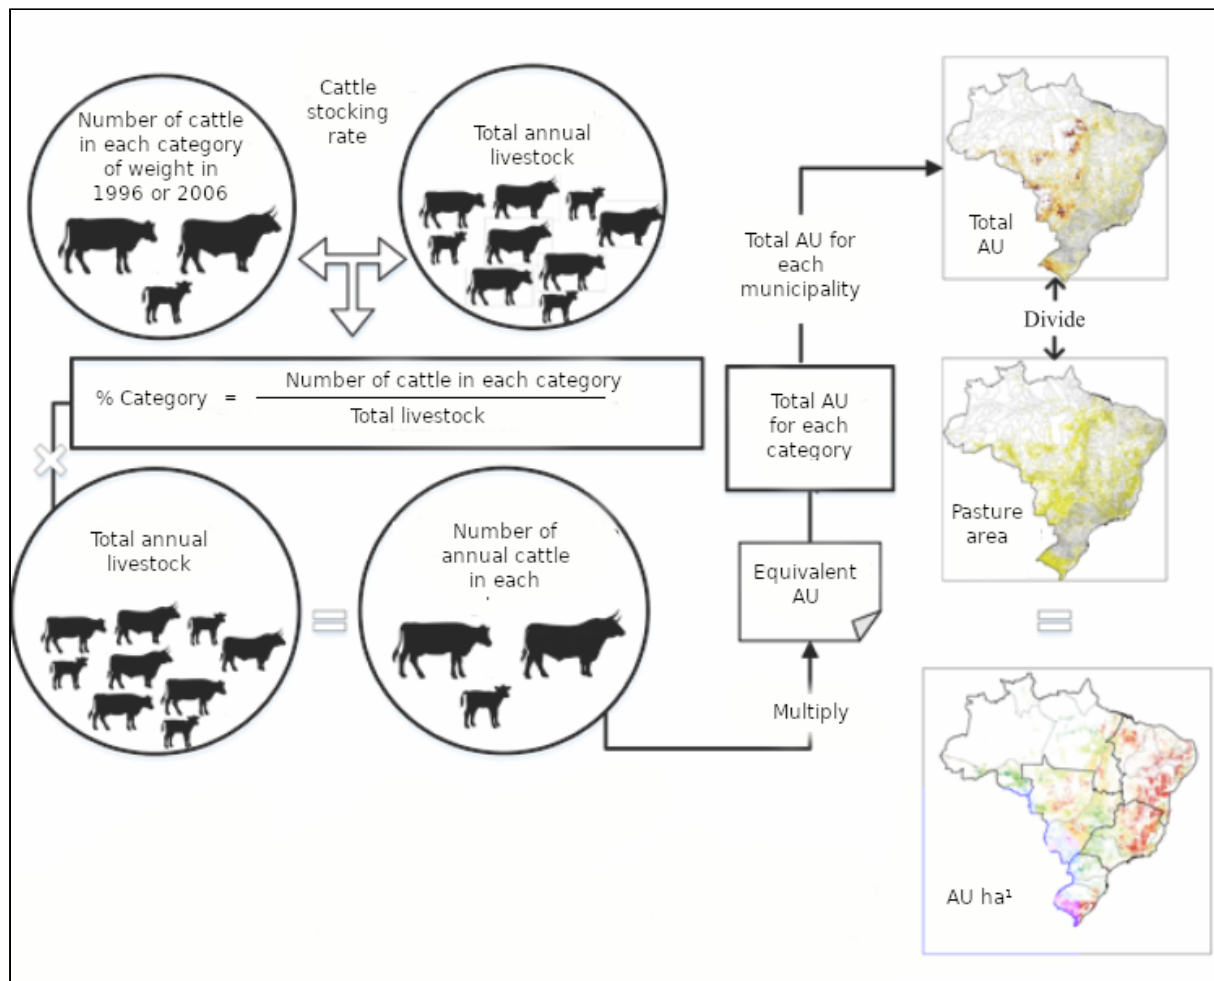 Number of cattle
in each category
of weight in
1996 or 2006
Cattle
stocking
rate
Total annual
livestock
% Category = Number of cattle in each category
Total livestock
Total annual
livestock
Number of
annual cattle
in each
Multiply
Equivalent
AU
Total AU
for each
category
Total AU for
each
municipality
Total
AU
Divide
Pasture
area
AU ha¹